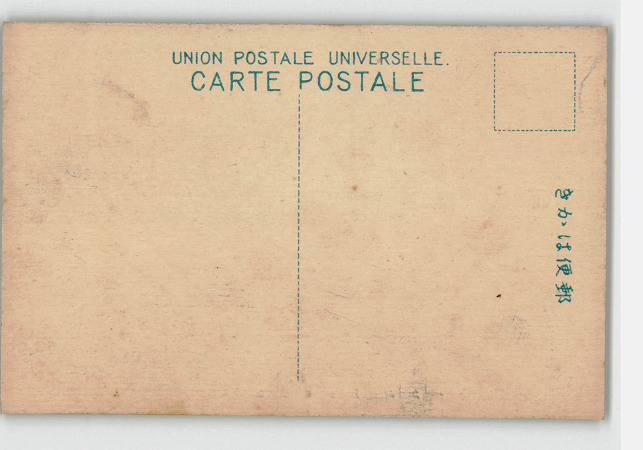 UNION POSTALE UNIVERSELLE.
CARTE POSTALE
きかは便郵